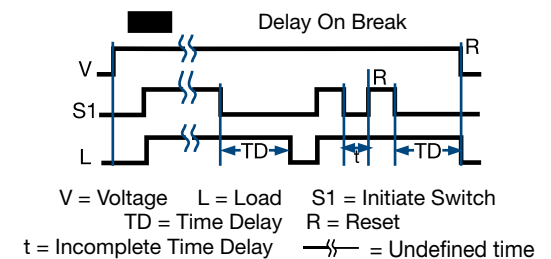 Delay On Break
R
V
R
S1
L
TD
t
TD
V = Voltage L = Load S1 = Initiate Switch
TD = Time Delay R = Reset
t = Incomplete Time Delay = Undefined time